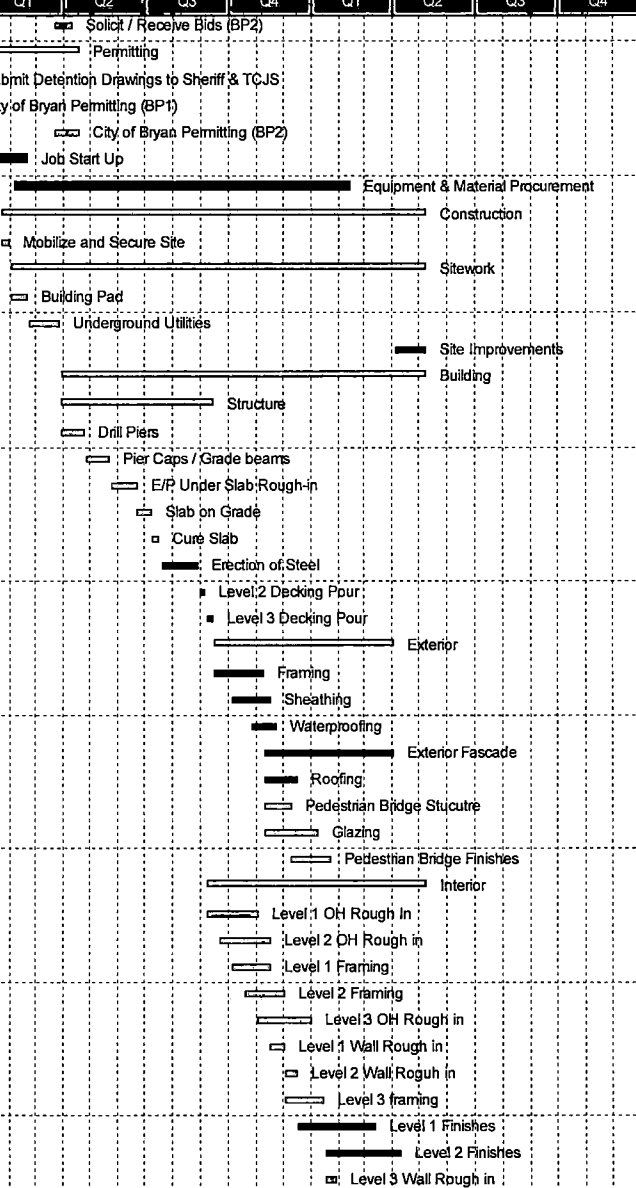 Q1 Q2 Q3 Q4 Q1 Q2 Q3 Q4
Solicit / Receive Bids (BP2)
Permitting
bmit Detention Drawings to Sheriff & TCJS
y of Bryan Permitting (BP1)
City of Bryan Permitting (BP2)
Job Start Up
Equipment & Material Procurement
Construction
Mobilize and Secure Site
Sitework
Building Pad
Underground Utilities
Site Improvements
Building
Structure
Drill Piers
Pier Caps / Grade beams
E/P Under Slab Rough-in
Slab on Grade
Cure Slab
Erection of Steel
Level 2 Decking Pour
Level 3 Decking Pour
Exterior
Framing
Sheathing
Waterproofing
Exterior Fascade
Roofing
Pedestrian Bridge Stucutre
Glazing
Pedestrian Bridge Finishes
Interior
Level 1 OH Rough In
Level 2 OH Rough in
Level 1 Framing
Level 2 Framing
Level 3 OH Rough in
Level 1 Wall Rough in
Level 2 Wall Roguh in
Level 3 framing
Level 1 Finishes
Level 2 Finishes
Level 3 Wall Rough in